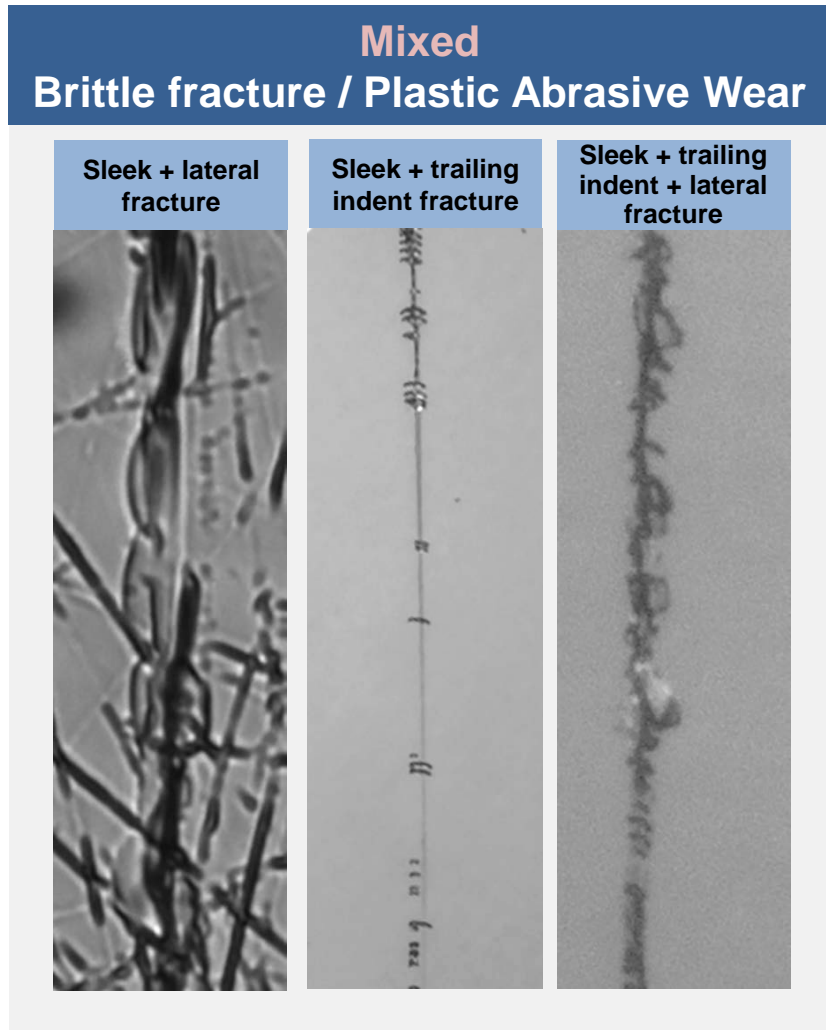 Mixed
Brittle fracture / Plastic Abrasive Wear
Sleek + lateral
fracture
Sleek + trailing
indent fracture
Sleek + trailing
indent + lateral
fracture